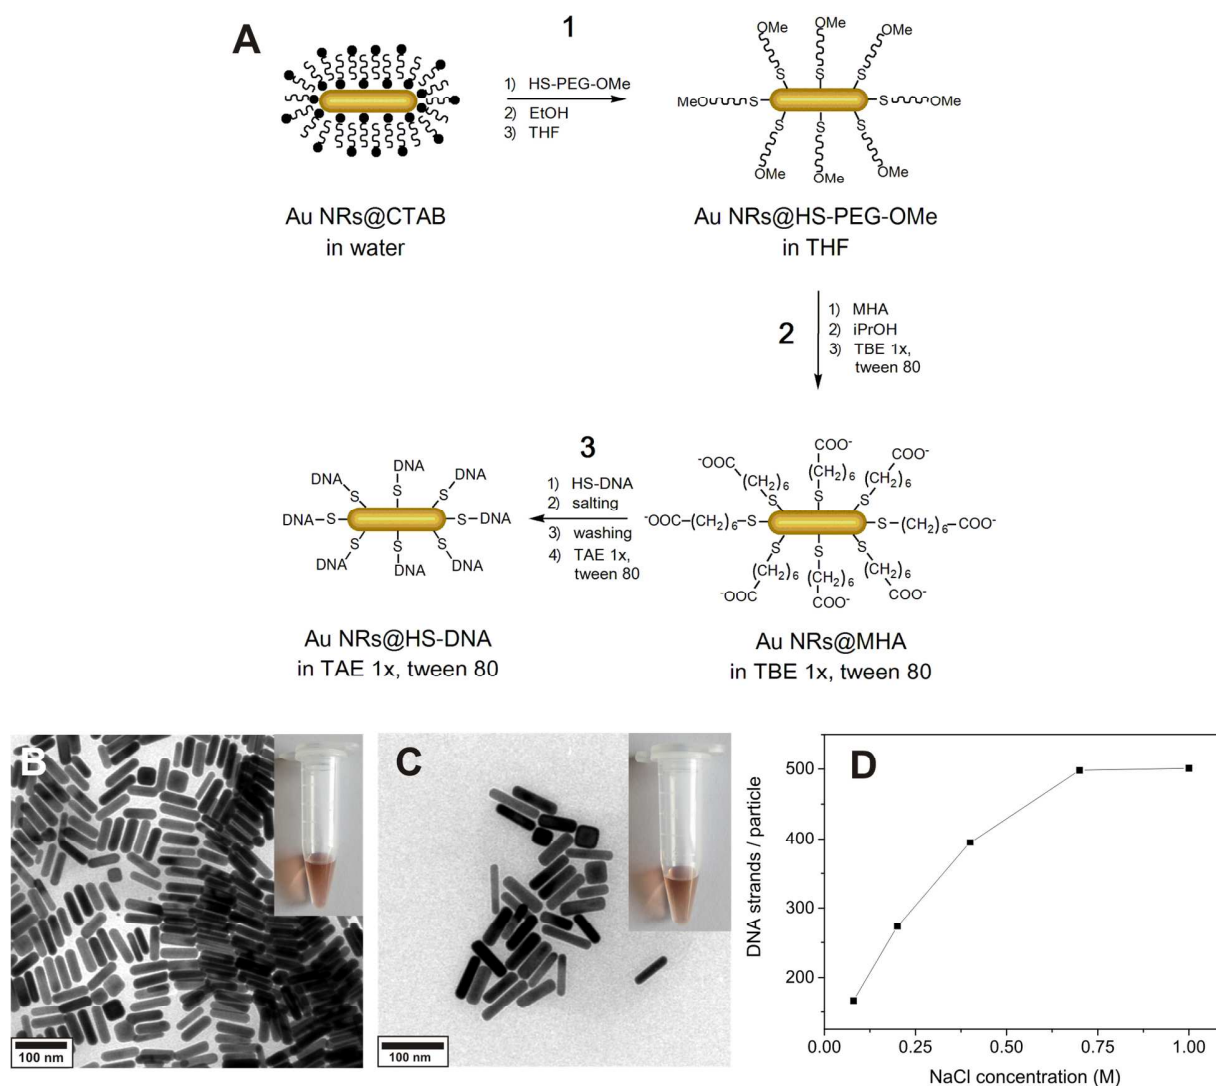 A
1
1) HS-PEG-OMe
2) EtOH
3) THF
Au NRs@CTAB
in water
OMe
OMe
OMe
S
S
S
MeO
S
S
OMe
S
S
S
OMe
OMe
OMe
Au NRs@HS-PEG-OMe
in THF
2
1) MHA
2) iPrOH
3) TBE 1x,
tween 80
3
1) HS-DNA
2) salting
3) washing
4) TAE 1x,
tween 80
DNA
DNA
DNA
S
S
S
DNA-S
S-DNA
S
S
S
DNA
DNA
DNA
Au NRs@HS-DNA
in TAE 1x, tween 80
COO⁻
⁻OOC
COO⁻
(CH₂)₆
(CH₂)₆
(CH₂)₆
S
S
S
⁻OOC-(CH₂)₆-S
S-(CH₂)₆-COO⁻
S
S
S
(CH₂)₆
(CH₂)₆
(CH₂)₆
⁻OOC
COO⁻
COO⁻
Au NRs@MHA
in TBE 1x, tween 80
B
100 nm
C
100 nm
D
DNA strands / particle
500
400
300
200
0.00 0.25 0.50 0.75 1.00
NaCl concentration (M)